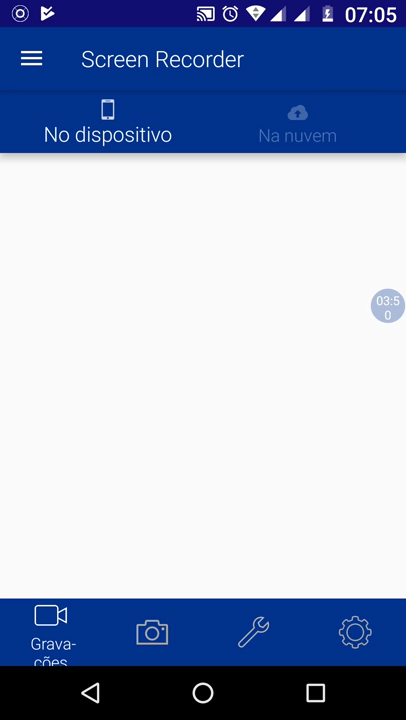 07:05
Screen Recorder
No dispositivo
Na nuvem
03:5
0
Grava-
ções